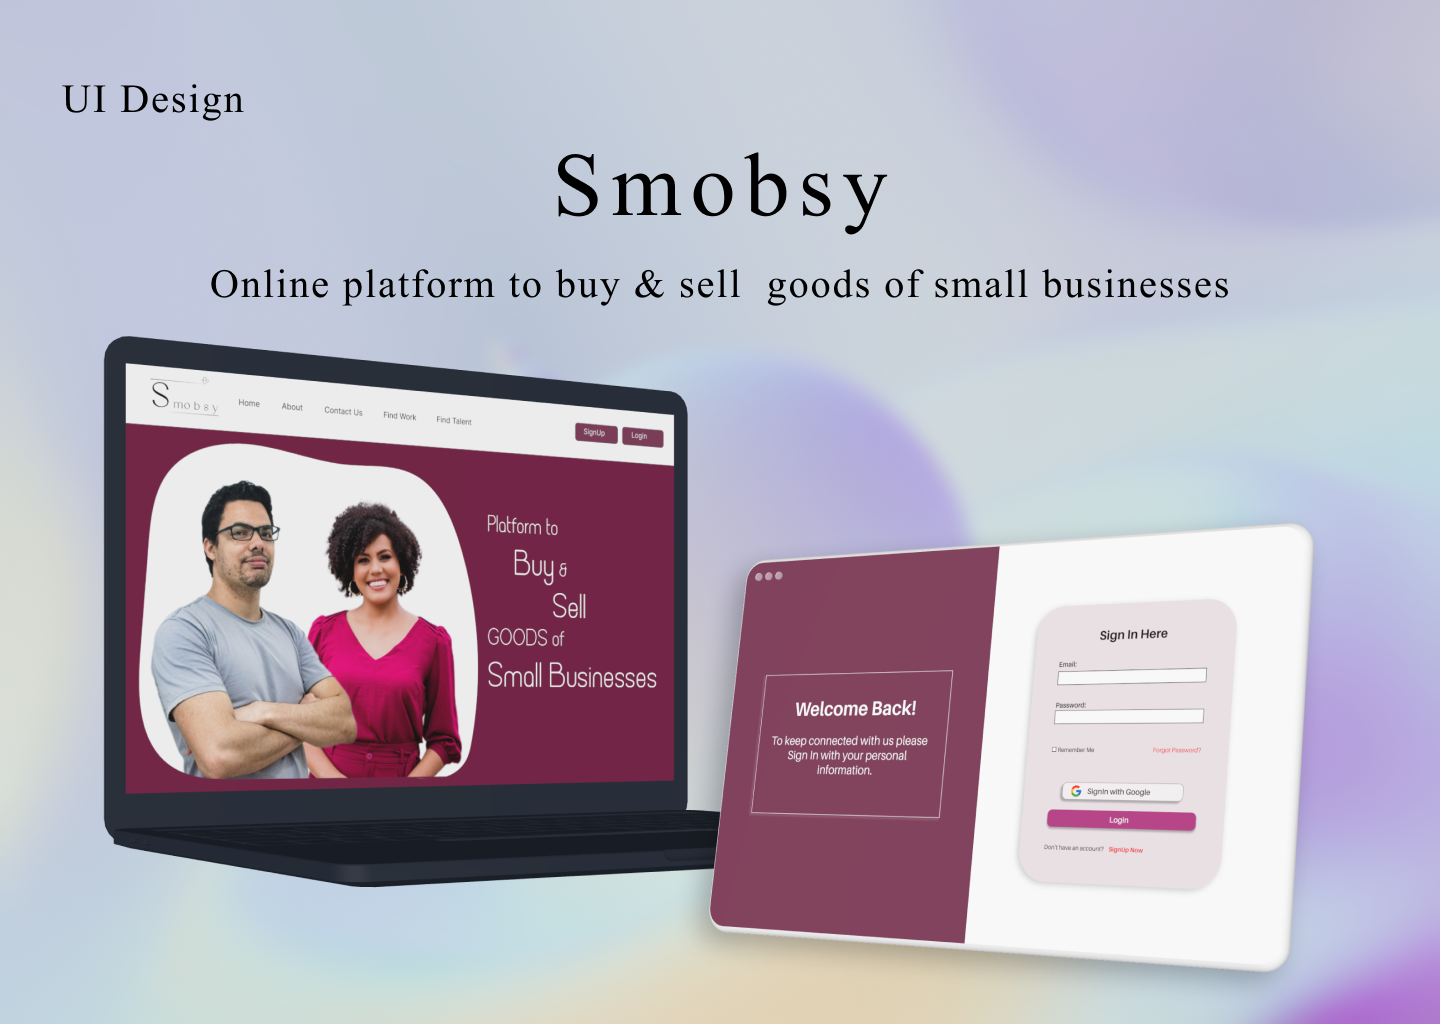 UI Design
Smobsy
Online platform to buy & sell goods of small businesses
Smobsy
Home About Contact Us Find Work Find Talent SignUp Login
Platform to
Buy &
Sell
GOODS of
Small Businesses
Welcome Back!
To keep connected with us please
Sign In with your personal
information.
Sign In Here
Email:
Password:
Remember Me Forgot Password?
SignIn with Google
Login
Don't have an account? SignUp Now